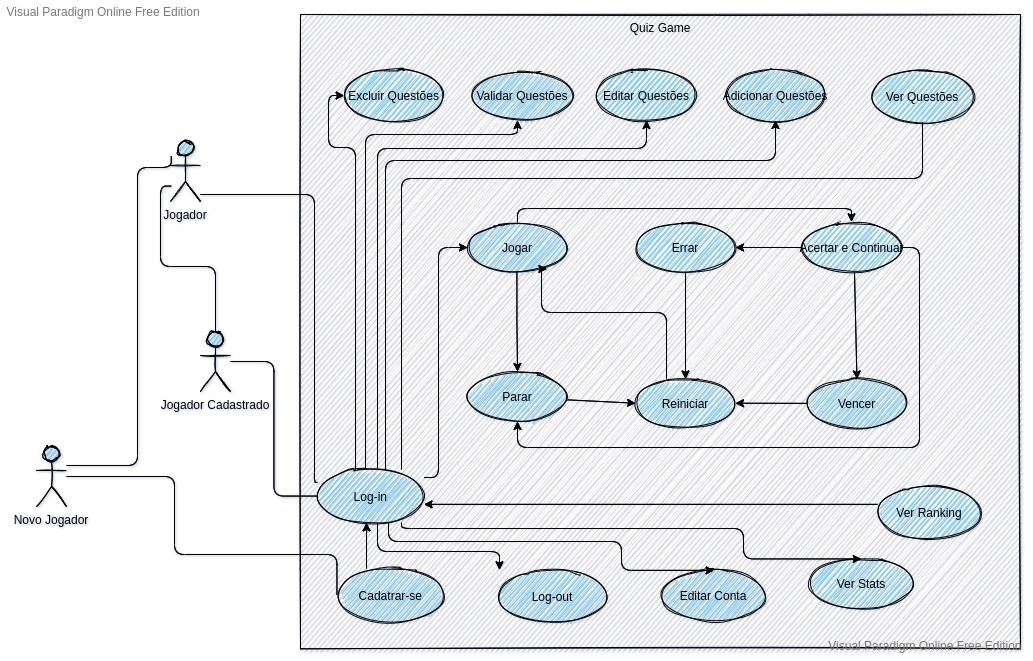 Visual Paradigm Online Free Edition
Quiz Game
Excluir Questões
Validar Questões
Editar Questões
Adicionar Questões
Ver Questões
Jogador
Jogar
Errar
Acertar e Continuar
Jogador Cadastrado
Parar
Reiniciar
Vencer
Novo Jogador
Log-in
Ver Ranking
Cadatrar-se
Log-out
Editar Conta
Ver Stats
Visual Paradigm Online Free Edition